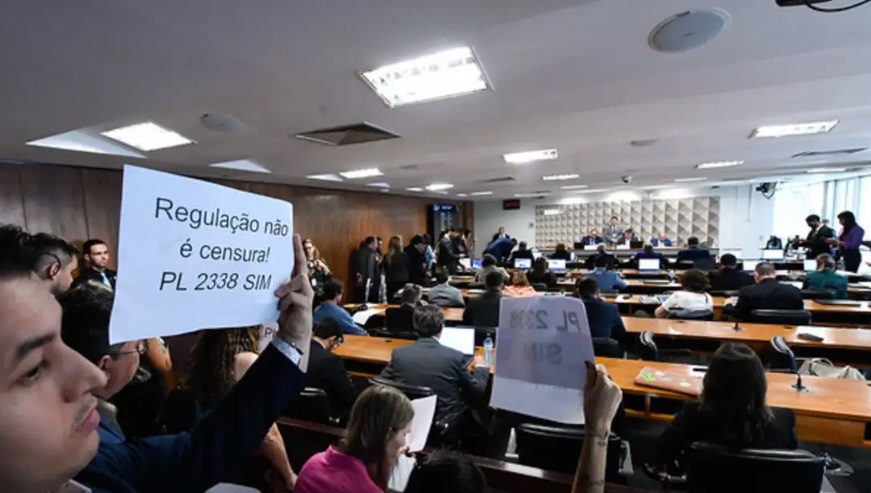 Regulação não
é censura!
PL 2338 SIM
PL 2338
SIM